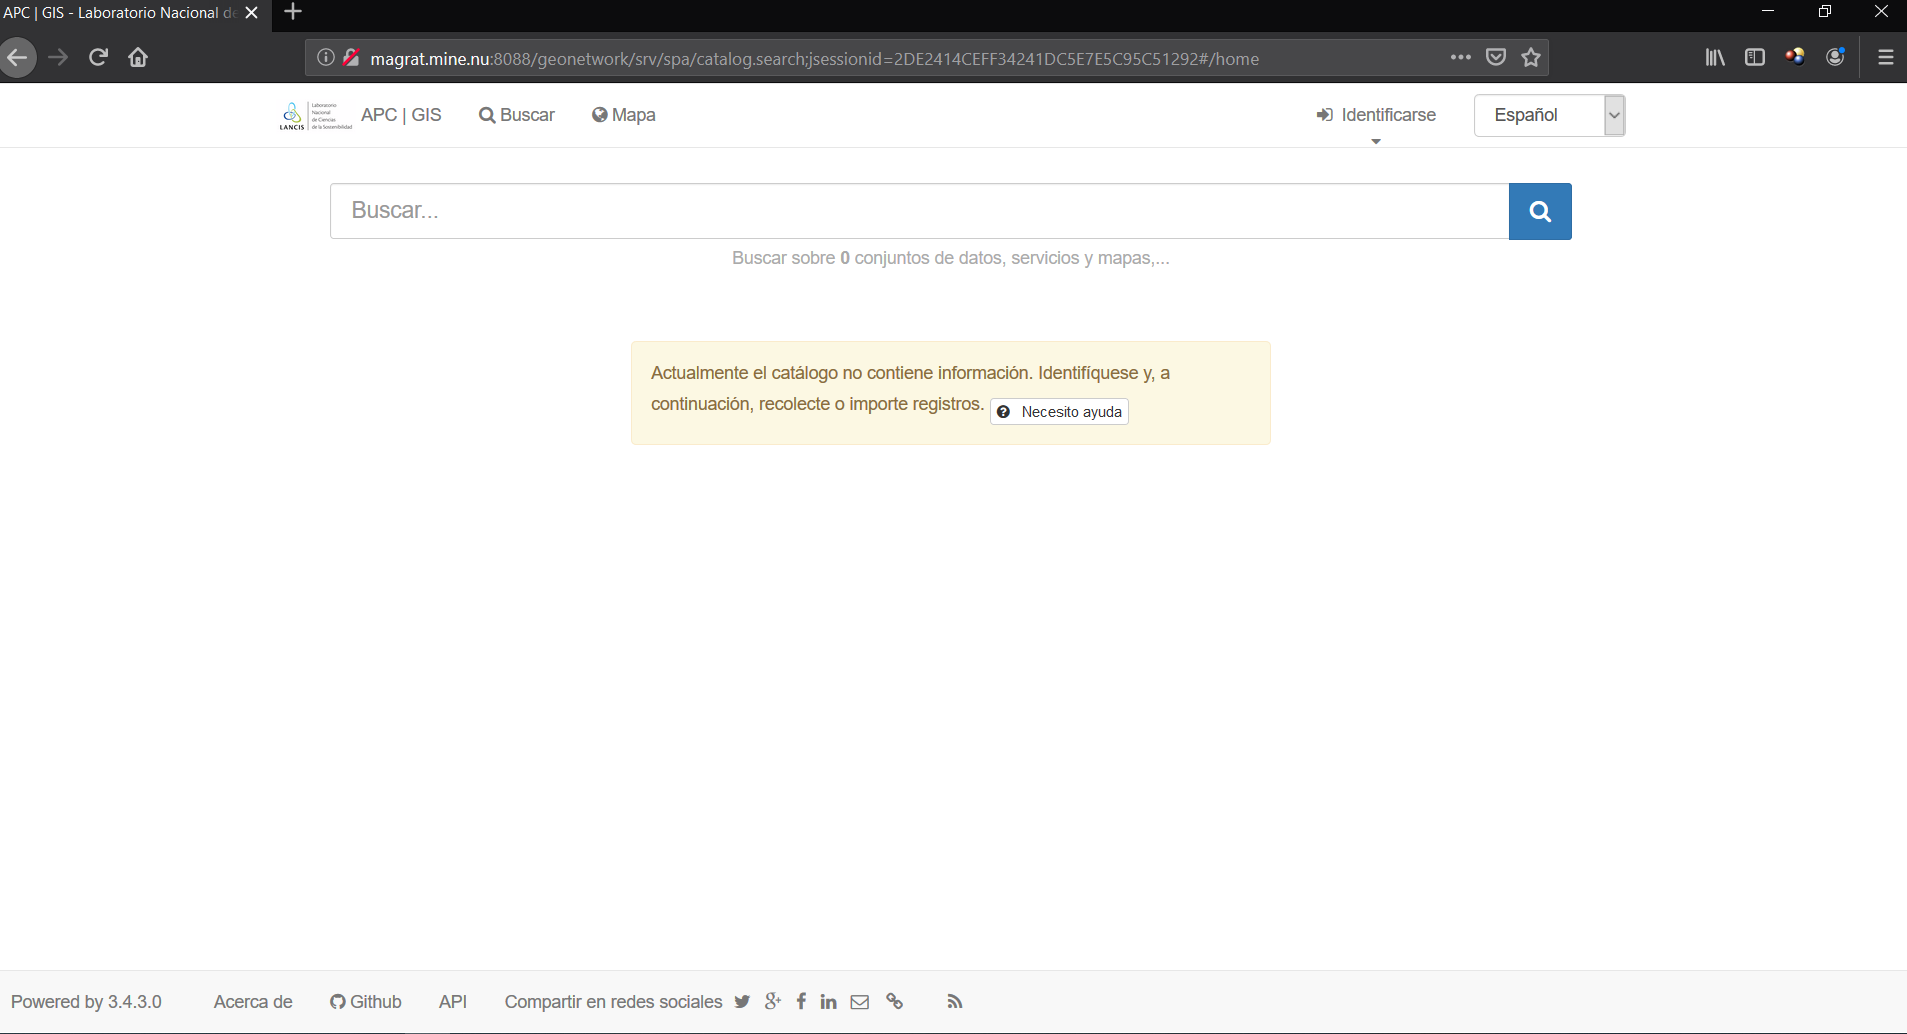 APC | GIS - Laboratorio Nacional de
magrat.mine.nu:8088/geonetwork/srv/spa/catalog.search;jsessionid=2DE2414CEFF34241DC5E7E5C95C51292#/home
LANCIS
Laboratorio
Nacional
de Ciencias
de la Sostenibilidad
APC | GIS
Buscar
Mapa
Identificarse
Español
Buscar...
Buscar sobre 0 conjuntos de datos, servicios y mapas,...
Actualmente el catálogo no contiene información. Identifíquese y, a
continuación, recolecte o importe registros. Necesito ayuda
Powered by 3.4.3.0
Acerca de
Github
API
Compartir en redes sociales